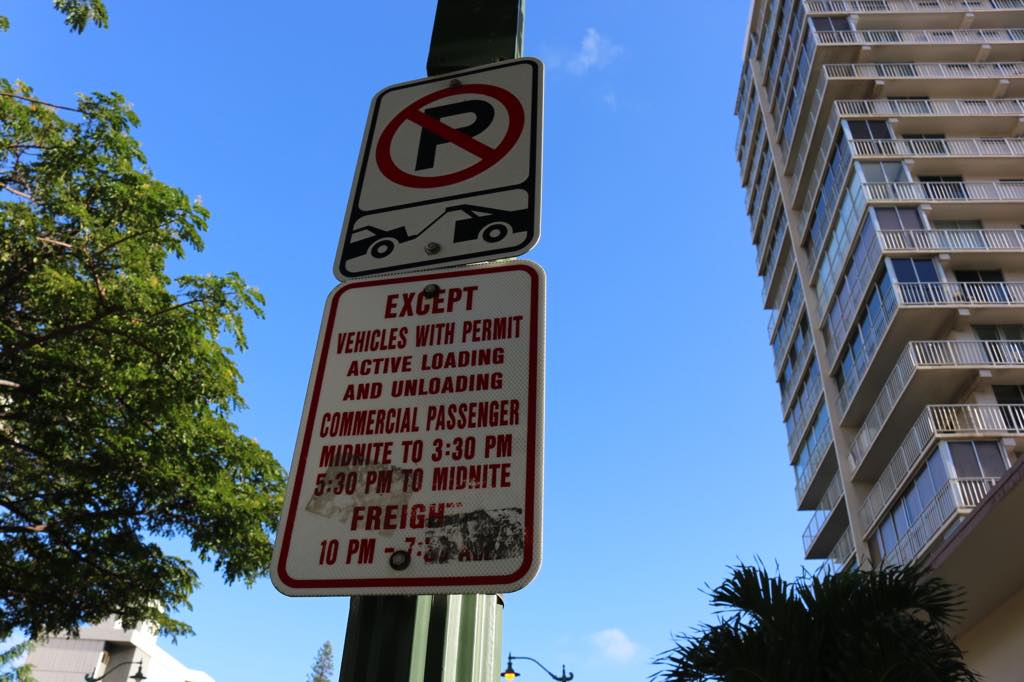 P
EXCEPT
VEHICLES WITH PERMIT
ACTIVE LOADING
AND UNLOADING
COMMERCIAL PASSENGER
MIDNITE TO 3:30 PM
5:30 PM TO MIDNITE
10 PM -